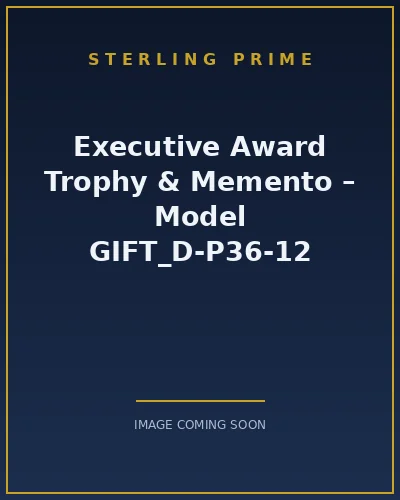 STERLING PRIME
Executive Award
Trophy & Memento –
Model
GIFT_D-P36-12
IMAGE COMING SOON